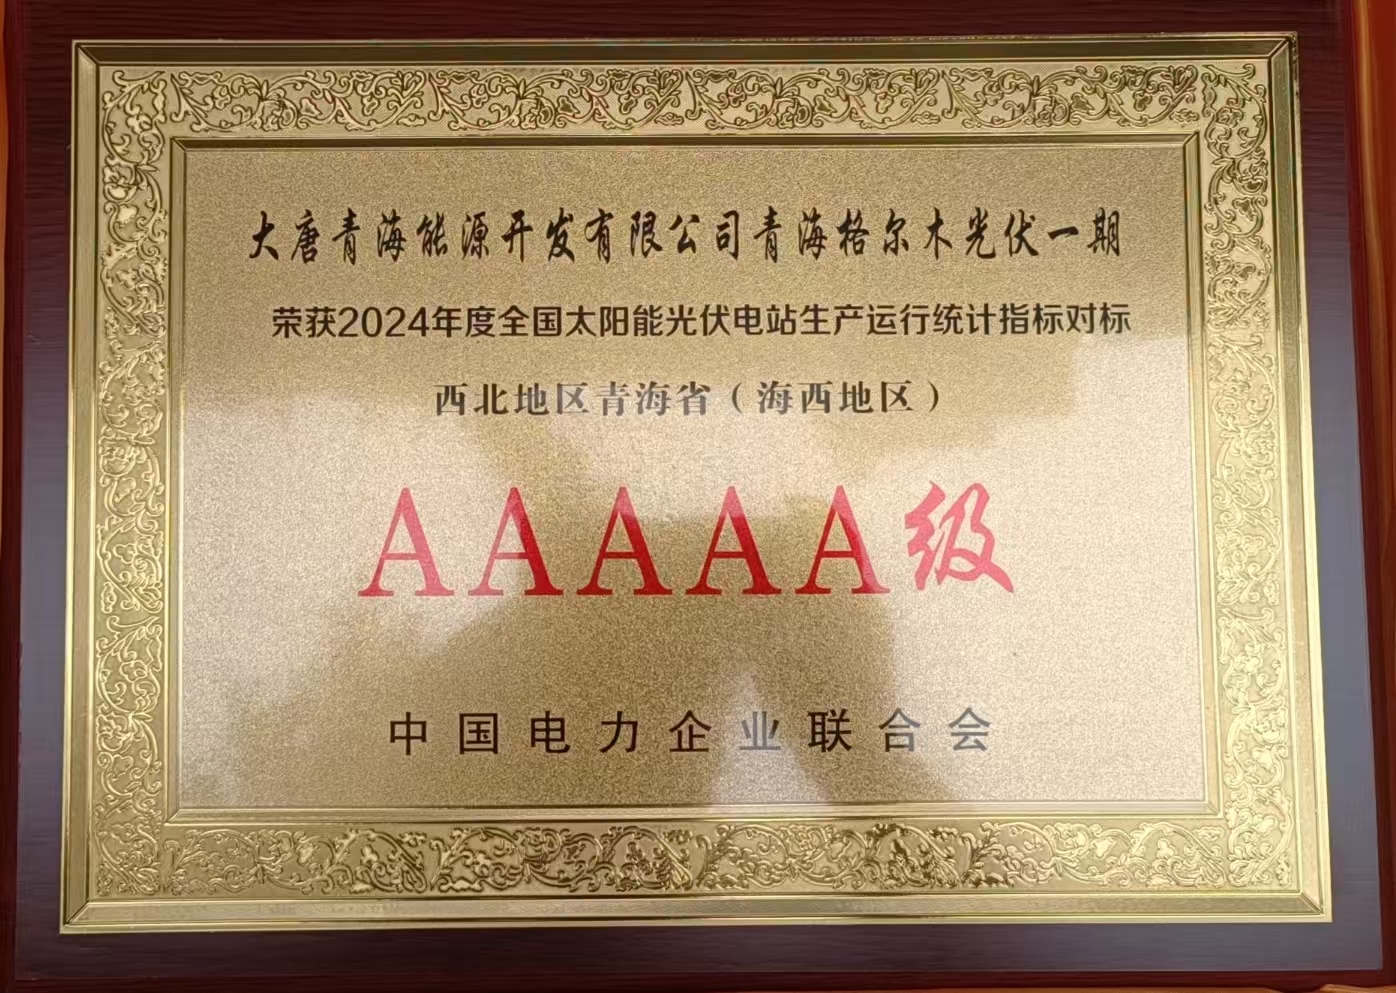 大唐青海能源开发有限公司青海格尔木光伏一期
荣获2024年度全国太阳能光伏电站生产运行统计指标对标
西北地区青海省（海西地区）
AAAAA级
中国电力企业联合会